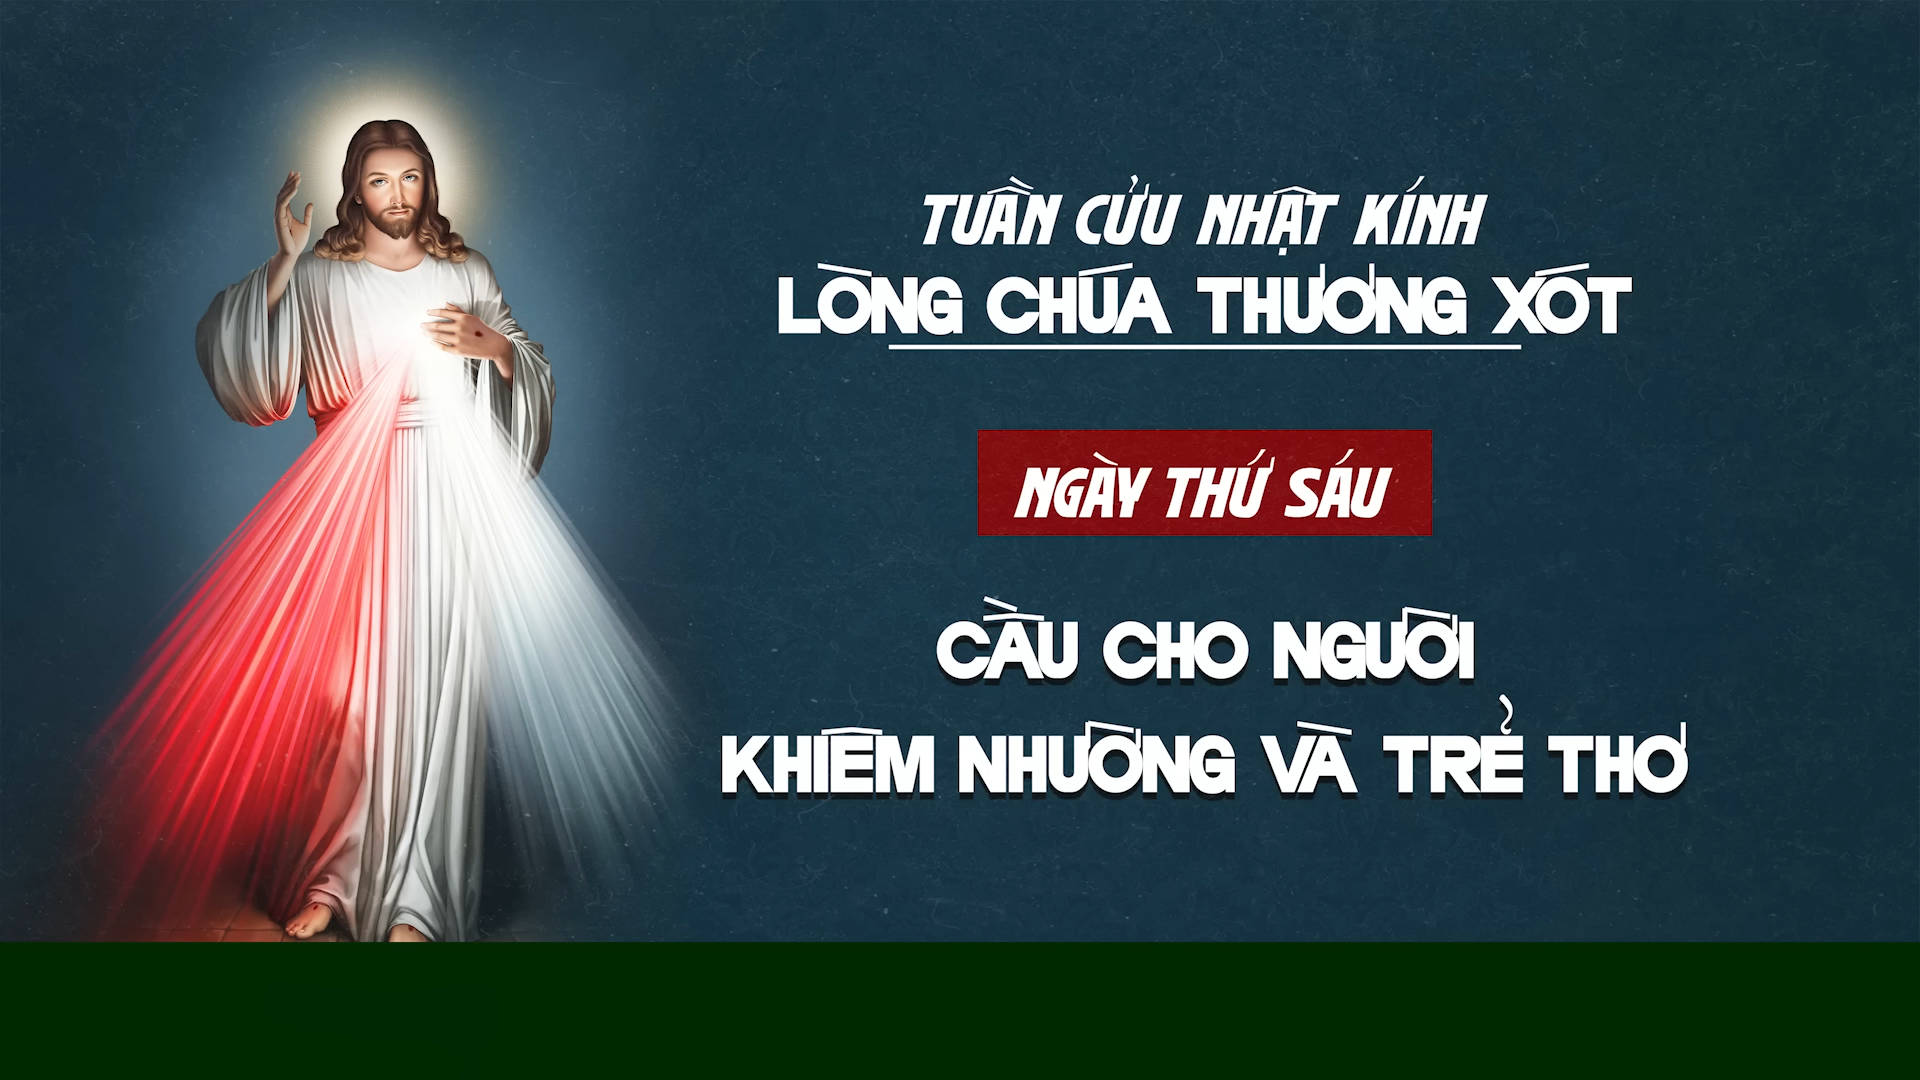 TUẦN CỬU NHẬT KÍNH
LÒNG CHÚA THƯƠNG XÓT
NGÀY THỨ SÁU
CẦU CHO NGƯỜI
KHIÊM NHƯỜNG VÀ TRẺ THƠ